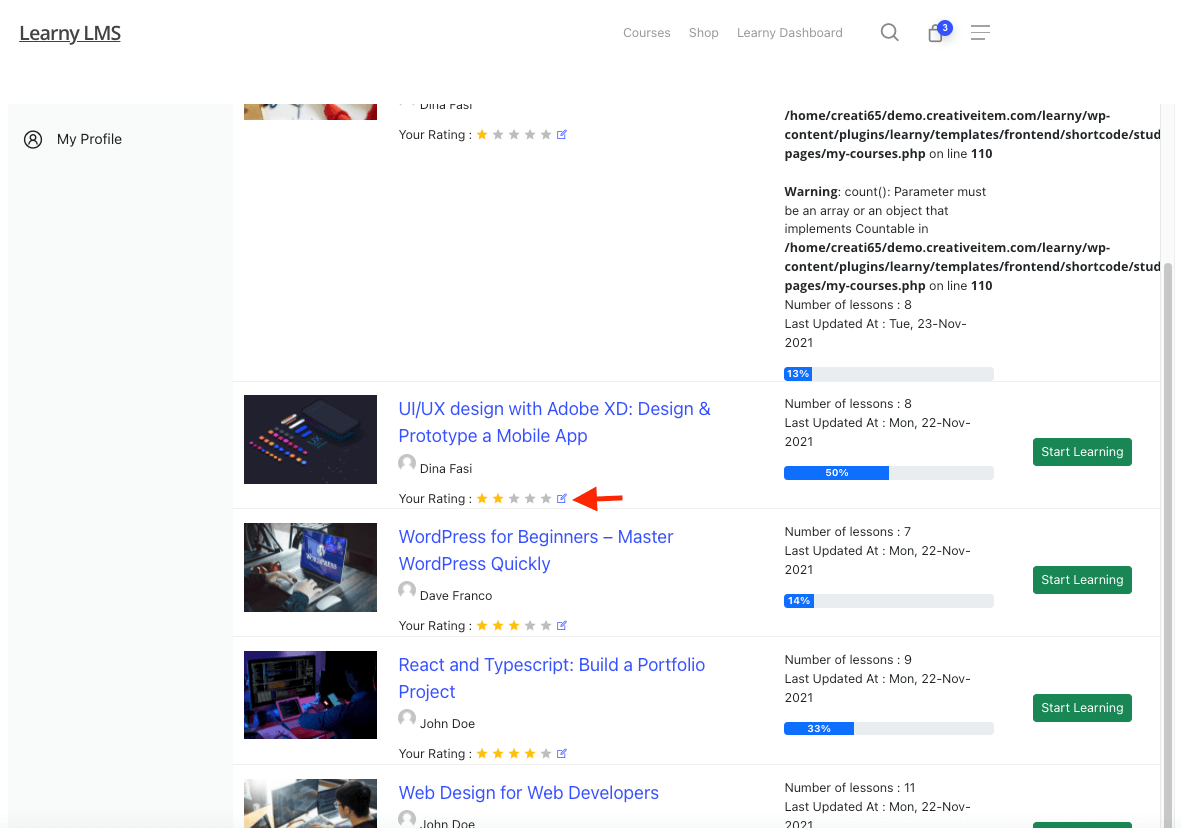 Learny LMS
Courses Shop Learny Dashboard 3
My Profile
Dina Fasi
Your Rating :
/home/creati65/demo.creativeitem.com/learny/wp-
content/plugins/learny/templates/frontend/shortcode/stud
pages/my-courses.php on line 110
Warning: count(): Parameter must
be an array or an object that
implements Countable in
/home/creati65/demo.creativeitem.com/learny/wp-
content/plugins/learny/templates/frontend/shortcode/stud
pages/my-courses.php on line 110
Number of lessons : 8
Last Updated At : Tue, 23-Nov-
2021
13%
UI/UX design with Adobe XD: Design &
Prototype a Mobile App
Dina Fasi
Your Rating :
Number of lessons : 8
Last Updated At : Mon, 22-Nov-
2021
50%
Start Learning
WORDPRESS
WordPress for Beginners – Master
WordPress Quickly
Dave Franco
Your Rating :
Number of lessons : 7
Last Updated At : Mon, 22-Nov-
2021
14%
Start Learning
React and Typescript: Build a Portfolio
Project
John Doe
Your Rating :
Number of lessons : 9
Last Updated At : Mon, 22-Nov-
2021
33%
Start Learning
Web Design for Web Developers
John Doe
Number of lessons : 11
Last Updated At : Mon, 22-Nov-
2021